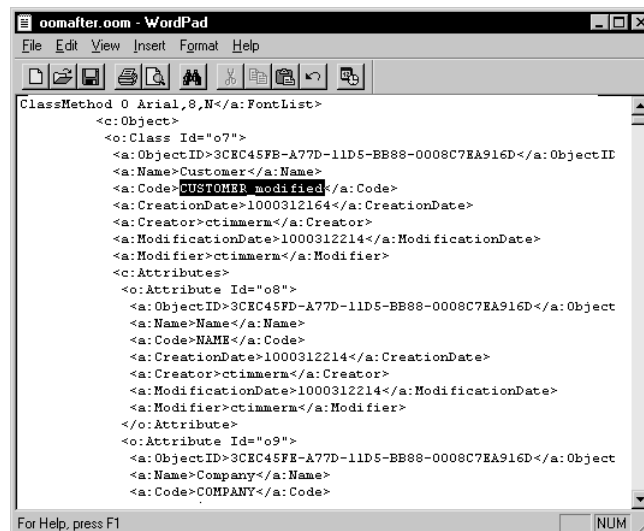 oomafter.oom - WordPad
File Edit View Insert Format Help
ClassMethod 0 Arial,8,N</a:FontList>
<c:Object>
<o:Class Id="o7">
<a:ObjectID>3CEC45FB-A77D-11D5-BB88-0008C7EA916D</a:ObjectID
<a:Name>Customer</a:Name>
<a:Code>CUSTOMER_modified</a:Code>
<a:CreationDate>1000312164</a:CreationDate>
<a:Creator>ctimmerm</a:Creator>
<a:ModificationDate>1000312214</a:ModificationDate>
<a:Modifier>ctimmerm</a:Modifier>
<c:Attributes>
<o:Attribute Id="o8">
<a:ObjectID>3CEC45FD-A77D-11D5-BB88-0008C7EA916D</a:Object
<a:Name>Name</a:Name>
<a:Code>NAME</a:Code>
<a:CreationDate>1000312214</a:CreationDate>
<a:Creator>ctimmerm</a:Creator>
<a:ModificationDate>1000312214</a:ModificationDate>
<a:Modifier>ctimmerm</a:Modifier>
</o:Attribute>
<o:Attribute Id="o9">
<a:ObjectID>3CEC45FE-A77D-11D5-BB88-0008C7EA916D</a:Object
<a:Name>Company</a:Name>
<a:Code>COMPANY</a:Code>
For Help, press F1
NUM